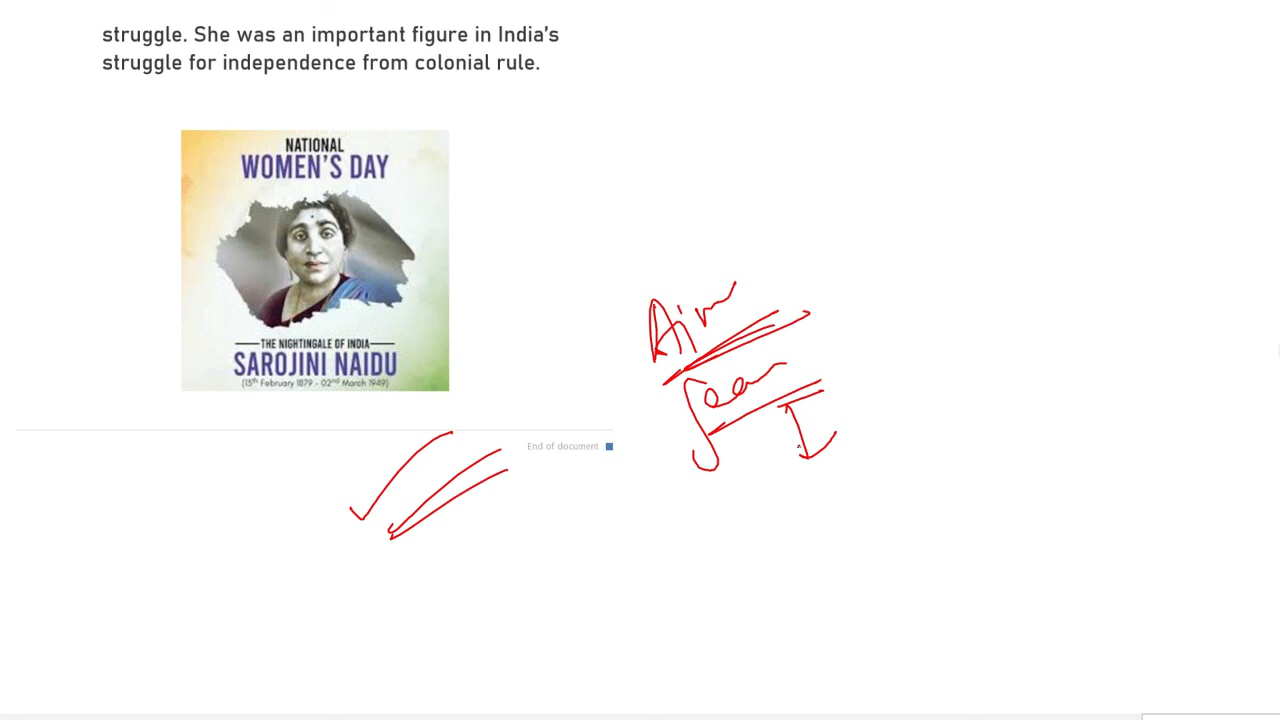 struggle. She was an important figure in India's
struggle for independence from colonial rule.
NATIONAL
WOMEN'S DAY
THE NIGHTINGALE OF INDIA
SAROJINI NAIDU
(13th February 1879 - 02nd March 1949)
End of document
Aim